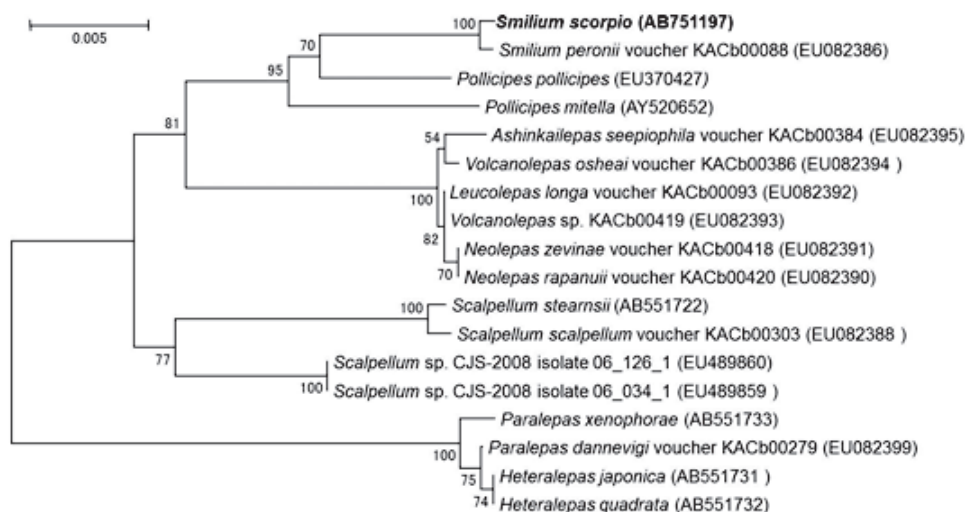 0.005
100
Smilium scorpio (AB751197)
Smilium peronii voucher KACb00088 (EU082386)
70
Pollicipes pollicipes (EU370427)
95
Pollicipes mitella (AY520652)
81
54
Ashinkailepas seepiophila voucher KACb00384 (EU082395)
Volcanolepas osheai voucher KACb00386 (EU082394 )
100
Leucolepas longa voucher KACb00093 (EU082392)
Volcanolepas sp. KACb00419 (EU082393)
82
Neolepas zevinae voucher KACb00418 (EU082391)
70
Neolepas rapanuii voucher KACb00420 (EU082390)
100
Scalpellum stearnsii (AB551722)
Scalpellum scalpellum voucher KACb00303 (EU082388 )
77
Scalpellum sp. CJS-2008 isolate 06_126_1 (EU489860)
100
Scalpellum sp. CJS-2008 isolate 06_034_1 (EU489859 )
Paralepas xenophorae (AB551733)
100
Paralepas dannevigi voucher KACb00279 (EU082399)
75
Heteralepas japonica (AB551731 )
74
Heteralepas quadrata (AB551732)